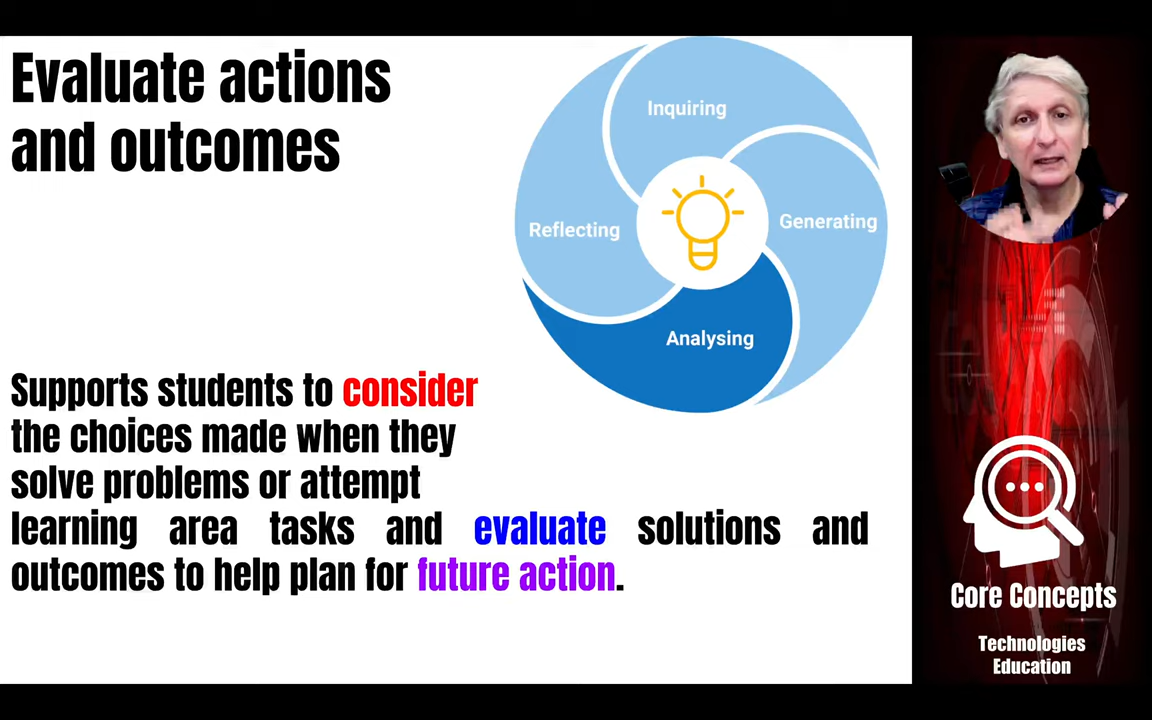 Evaluate actions
and outcomes
Inquiring
Generating
Reflecting
Analysing
Supports students to consider
the choices made when they
solve problems or attempt
learning area tasks and evaluate solutions and
outcomes to help plan for future action.
Core Concepts
Technologies
Education